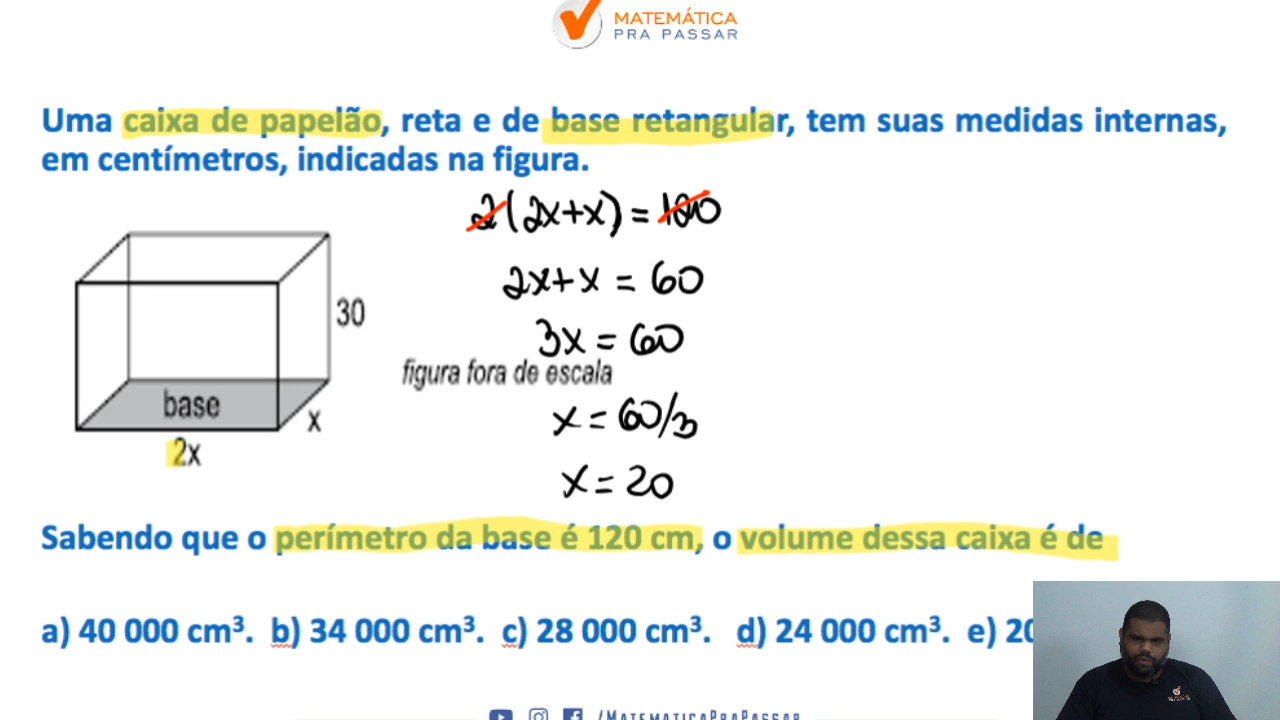 MATEMÁTICA
PRA PASSAR
Uma caixa de papelão, reta e de base retangular, tem suas medidas internas,
em centímetros, indicadas na figura.
2(2x+x) = 120
2x+x = 60
30
3x = 60
figura fora de escala
base
x
x = 60/3
2x
x = 20
Sabendo que o perímetro da base é 120 cm, o volume dessa caixa é de
a) 40 000 cm³. b) 34 000 cm³. c) 28 000 cm³. d) 24 000 cm³. e) 20
/MATEMATICAPRAPASSAR